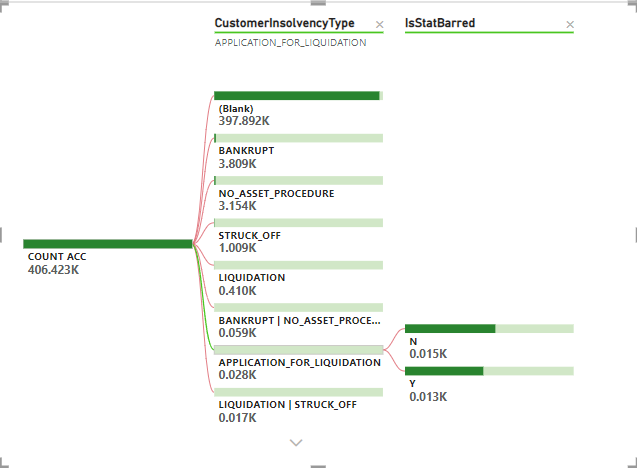 CustomerInsolvencyType
APPLICATION_FOR_LIQUIDATION
IsStatBarred
(Blank)
397.892K
BANKRUPT
3.809K
NO_ASSET_PROCEDURE
3.154K
STRUCK_OFF
1.009K
COUNT ACC
406.423K
LIQUIDATION
0.410K
BANKRUPT | NO_ASSET_PROCE...
0.059K
APPLICATION_FOR_LIQUIDATION
0.028K
N
0.015K
Y
0.013K
LIQUIDATION | STRUCK_OFF
0.017K